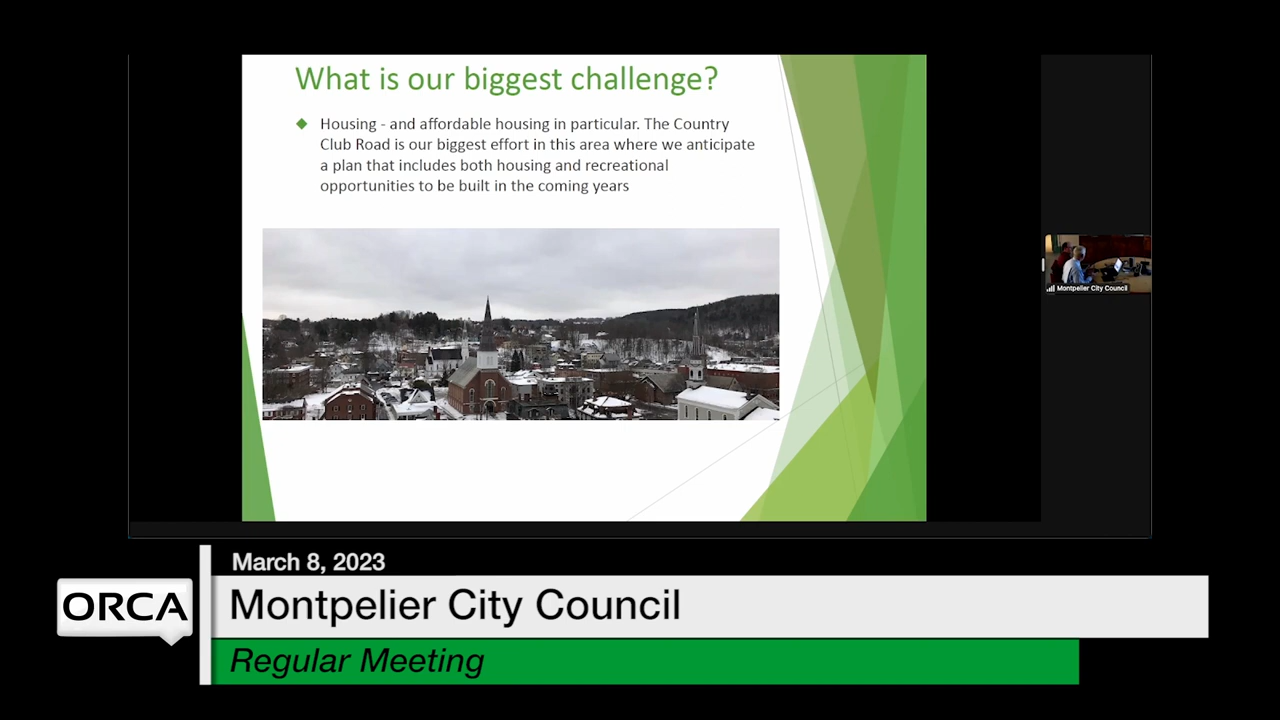 What is our biggest challenge?
Housing - and affordable housing in particular. The Country
Club Road is our biggest effort in this area where we anticipate
a plan that includes both housing and recreational
opportunities to be built in the coming years
Montpelier City Council
March 8, 2023
ORCA
Montpelier City Council
Regular Meeting